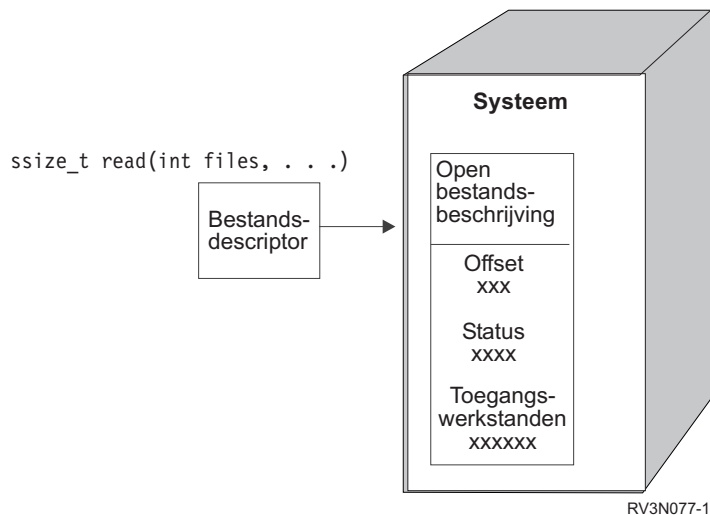 ssize_t read(int files, . . .)
Bestands-
descriptor
Systeem
Open
bestands-
beschrijving
Offset
xxx
Status
xxxx
Toegangs-
werkstanden
xxxxxx
RV3N077-1